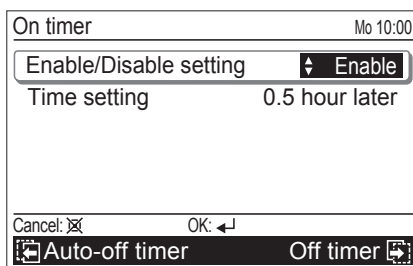 On timer Mo 10:00
Enable/Disable setting Enable
Time setting 0.5 hour later
Cancel: OK:
Auto-off timer Off timer